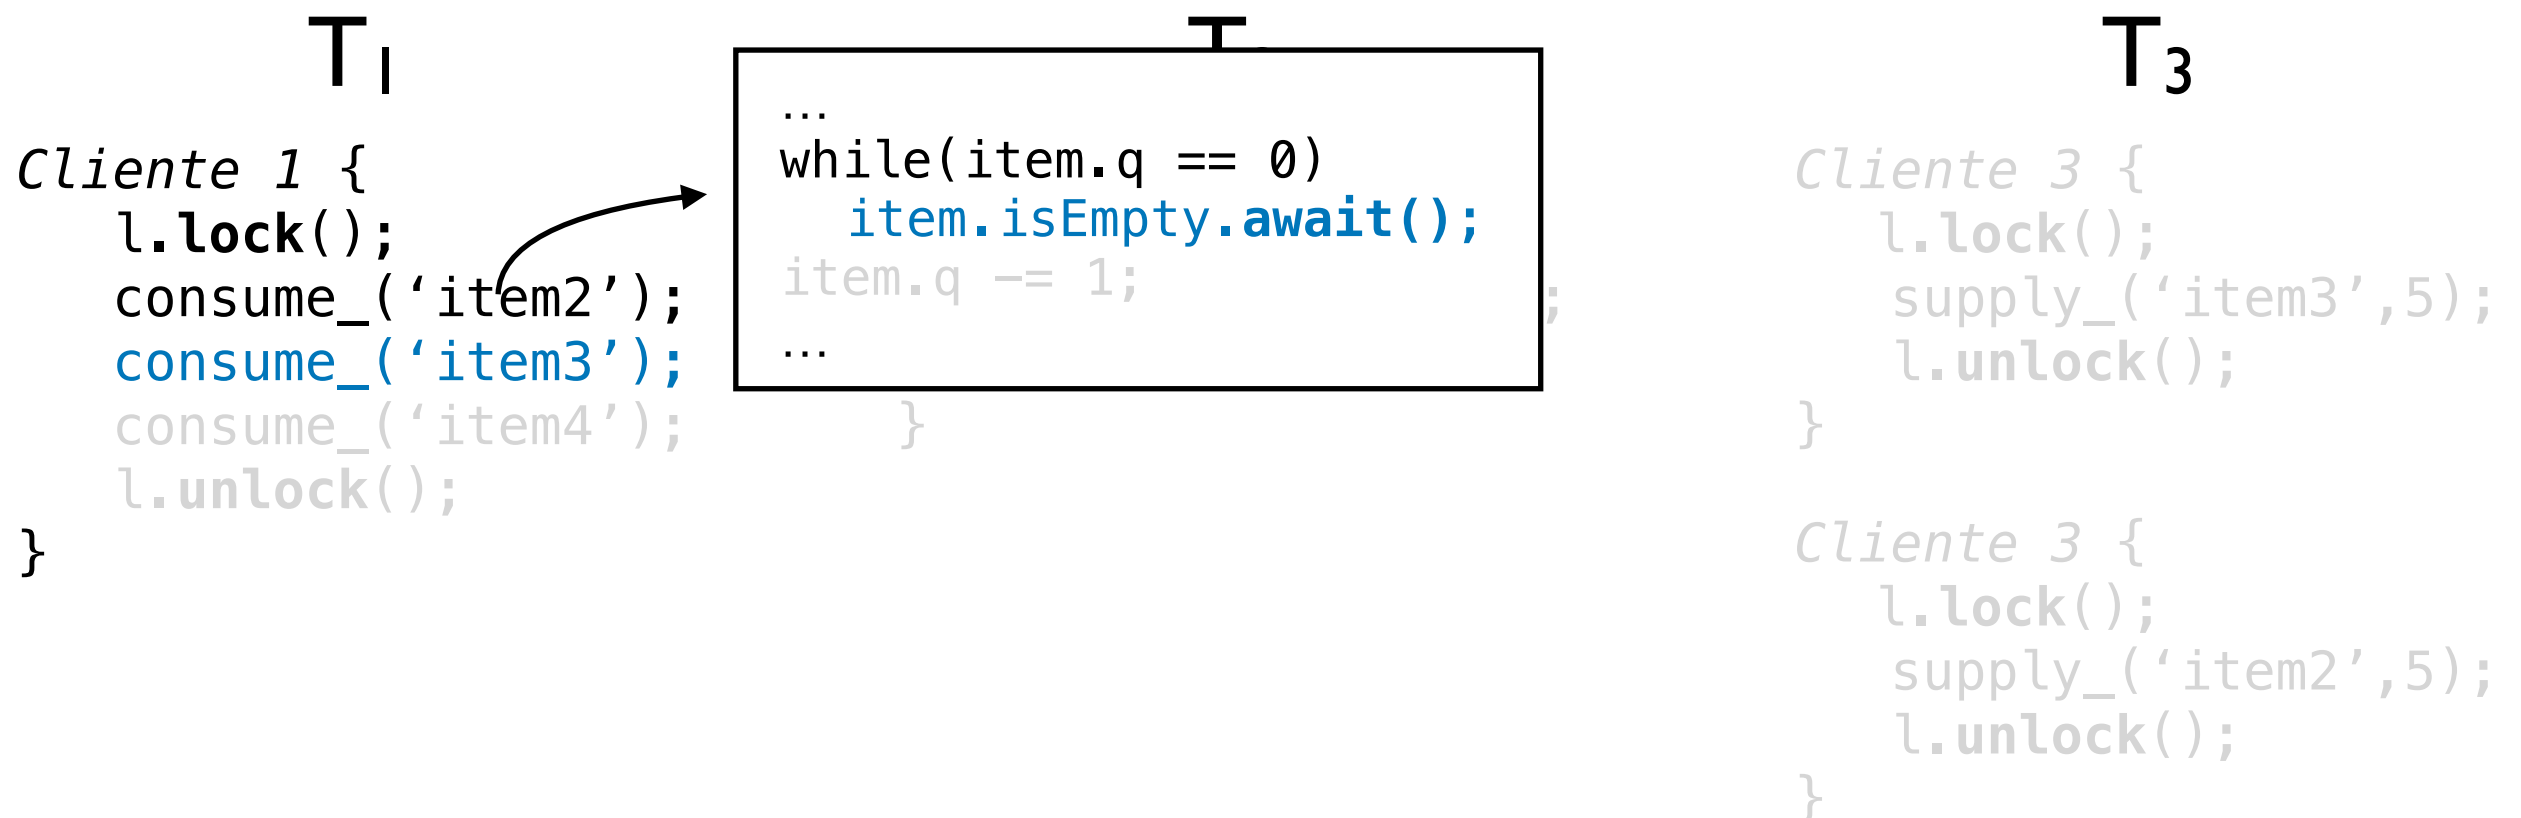 T1
Cliente 1 {
l.lock();
consume_(‘item2’);
consume_(‘item3’);
consume_(‘item4’);
l.unlock();
}
T
...
while(item.q == 0)
item.isEmpty.await();
item.q -= 1;
...
;
}
T3
Cliente 3 {
l.lock();
supply_(‘item3’,5);
l.unlock();
}
Cliente 3 {
l.lock();
supply_(‘item2’,5);
l.unlock();
}